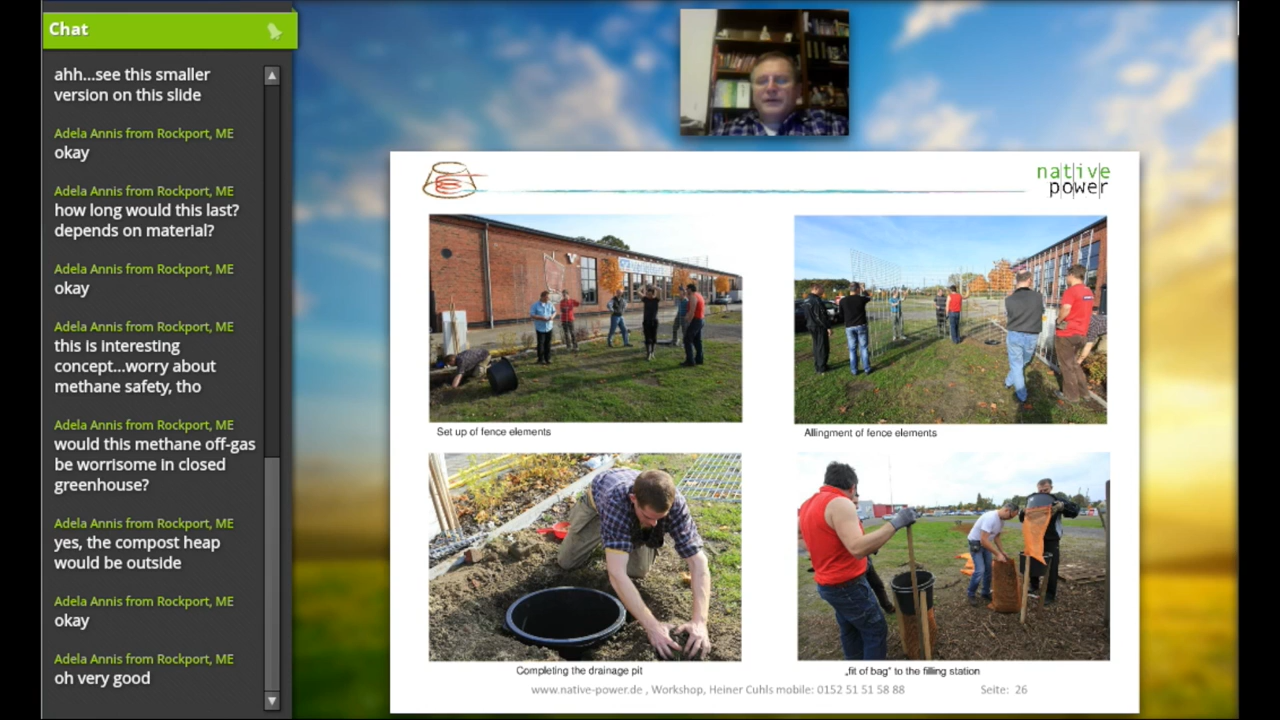 Chat
ahh...see this smaller
version on this slide
Adela Annis from Rockport, ME
okay
Adela Annis from Rockport, ME
how long would this last?
depends on material?
Adela Annis from Rockport, ME
okay
Adela Annis from Rockport, ME
this is interesting
concept...worry about
methane safety, tho
Adela Annis from Rockport, ME
would this methane off-gas
be worrisome in closed
greenhouse?
Adela Annis from Rockport, ME
yes, the compost heap
would be outside
Adela Annis from Rockport, ME
okay
Adela Annis from Rockport, ME
oh very good
native
power
Set up of fence elements
Allingment of fence elements
Completing the drainage pit
„fit of bag“ to the filling station
www.native-power.de , Workshop, Heiner Cuhls mobile: 0152 51 51 58 88
Seite: 26